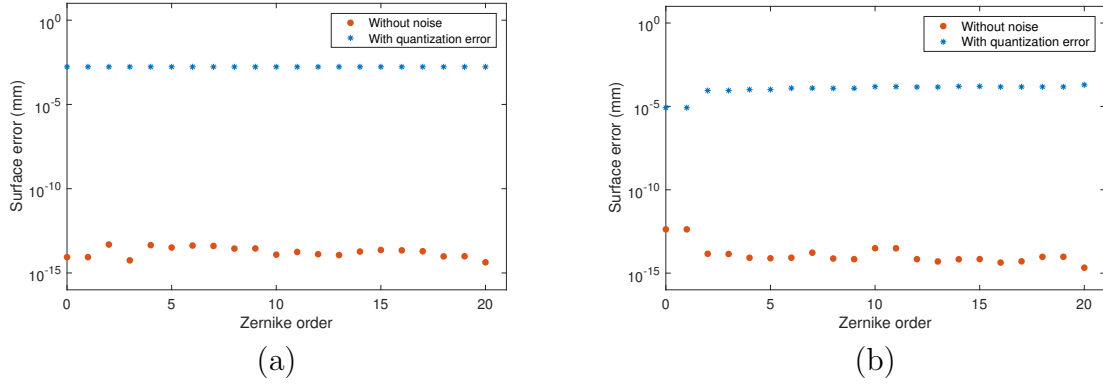 10^0
10^-5
10^-10
10^-15
Surface error (mm)
Without noise
With quantization error
0 5 10 15 20
Zernike order
(a)
10^0
10^-5
10^-10
10^-15
Surface error (mm)
Without noise
With quantization error
0 5 10 15 20
Zernike order
(b)